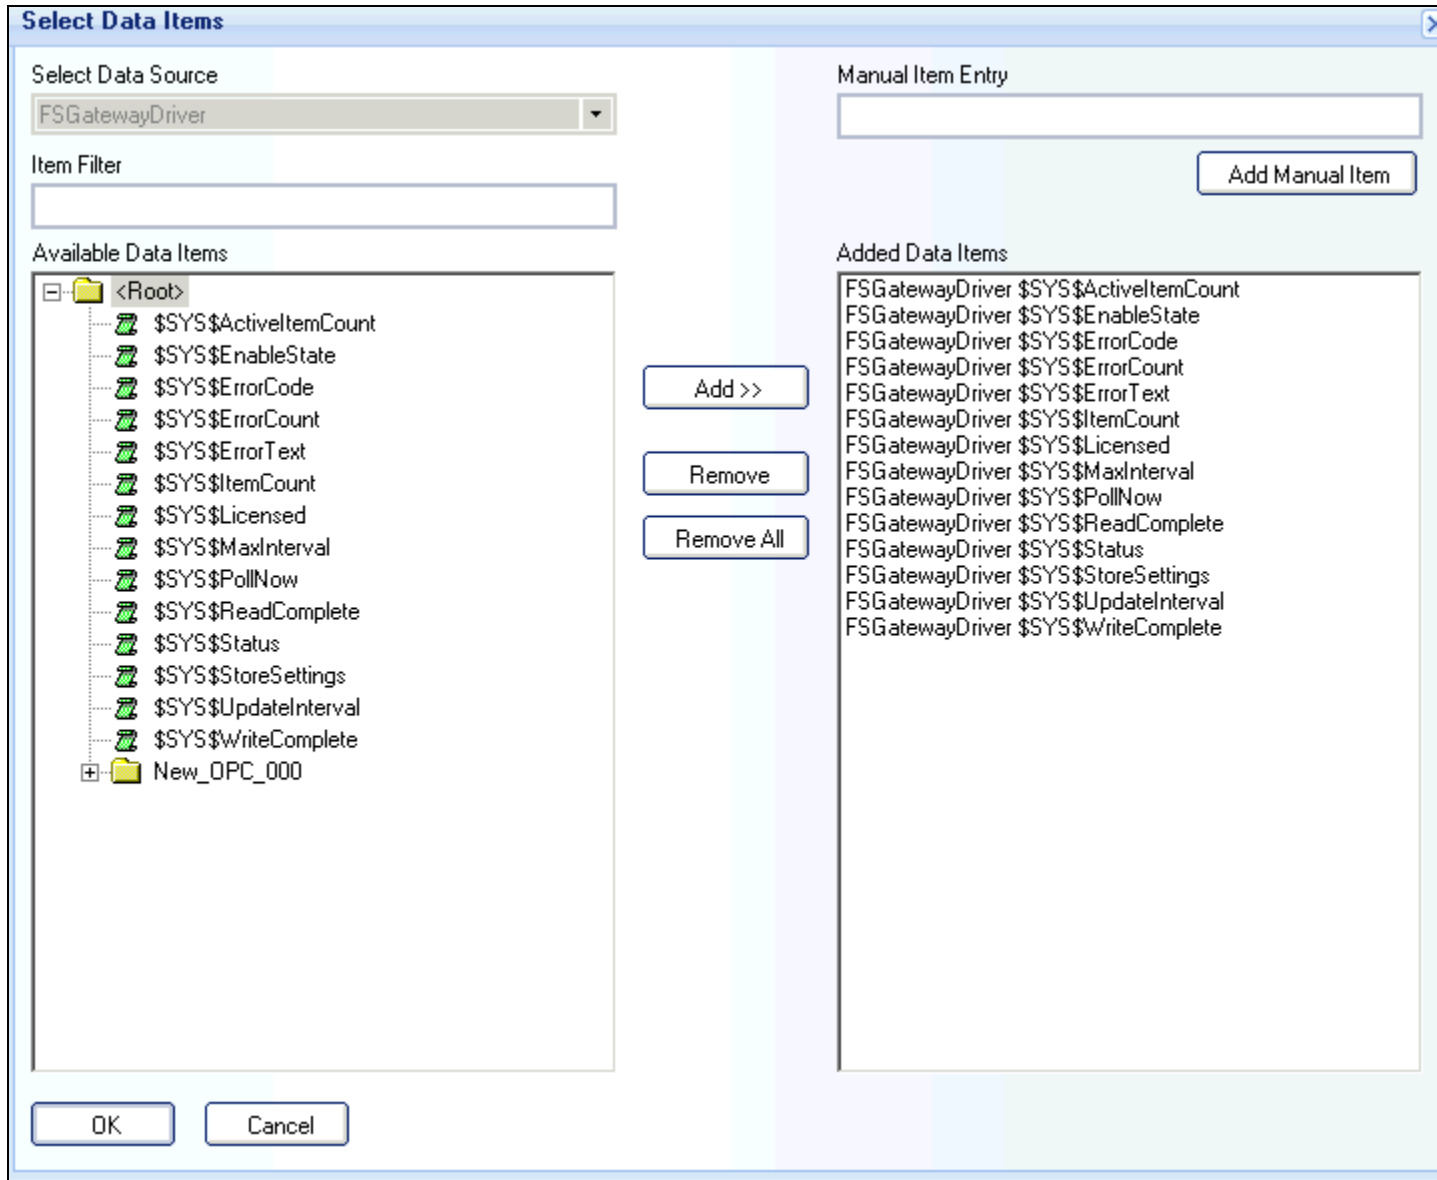 Select Data Items
Select Data Source
FSGatewayDriver
Item Filter
Available Data Items
<Root>
$SYS$ActiveItemCount
$SYS$EnableState
$SYS$ErrorCode
$SYS$ErrorCount
$SYS$ErrorText
$SYS$ItemCount
$SYS$Licensed
$SYS$MaxInterval
$SYS$PollNow
$SYS$ReadComplete
$SYS$Status
$SYS$StoreSettings
$SYS$UpdateInterval
$SYS$WriteComplete
New_OPC_000
Add >>
Remove
Remove All
Manual Item Entry
Add Manual Item
Added Data Items
FSGatewayDriver $SYS$ActiveItemCount
FSGatewayDriver $SYS$EnableState
FSGatewayDriver $SYS$ErrorCode
FSGatewayDriver $SYS$ErrorCount
FSGatewayDriver $SYS$ErrorText
FSGatewayDriver $SYS$ItemCount
FSGatewayDriver $SYS$Licensed
FSGatewayDriver $SYS$MaxInterval
FSGatewayDriver $SYS$PollNow
FSGatewayDriver $SYS$ReadComplete
FSGatewayDriver $SYS$Status
FSGatewayDriver $SYS$StoreSettings
FSGatewayDriver $SYS$UpdateInterval
FSGatewayDriver $SYS$WriteComplete
OK
Cancel